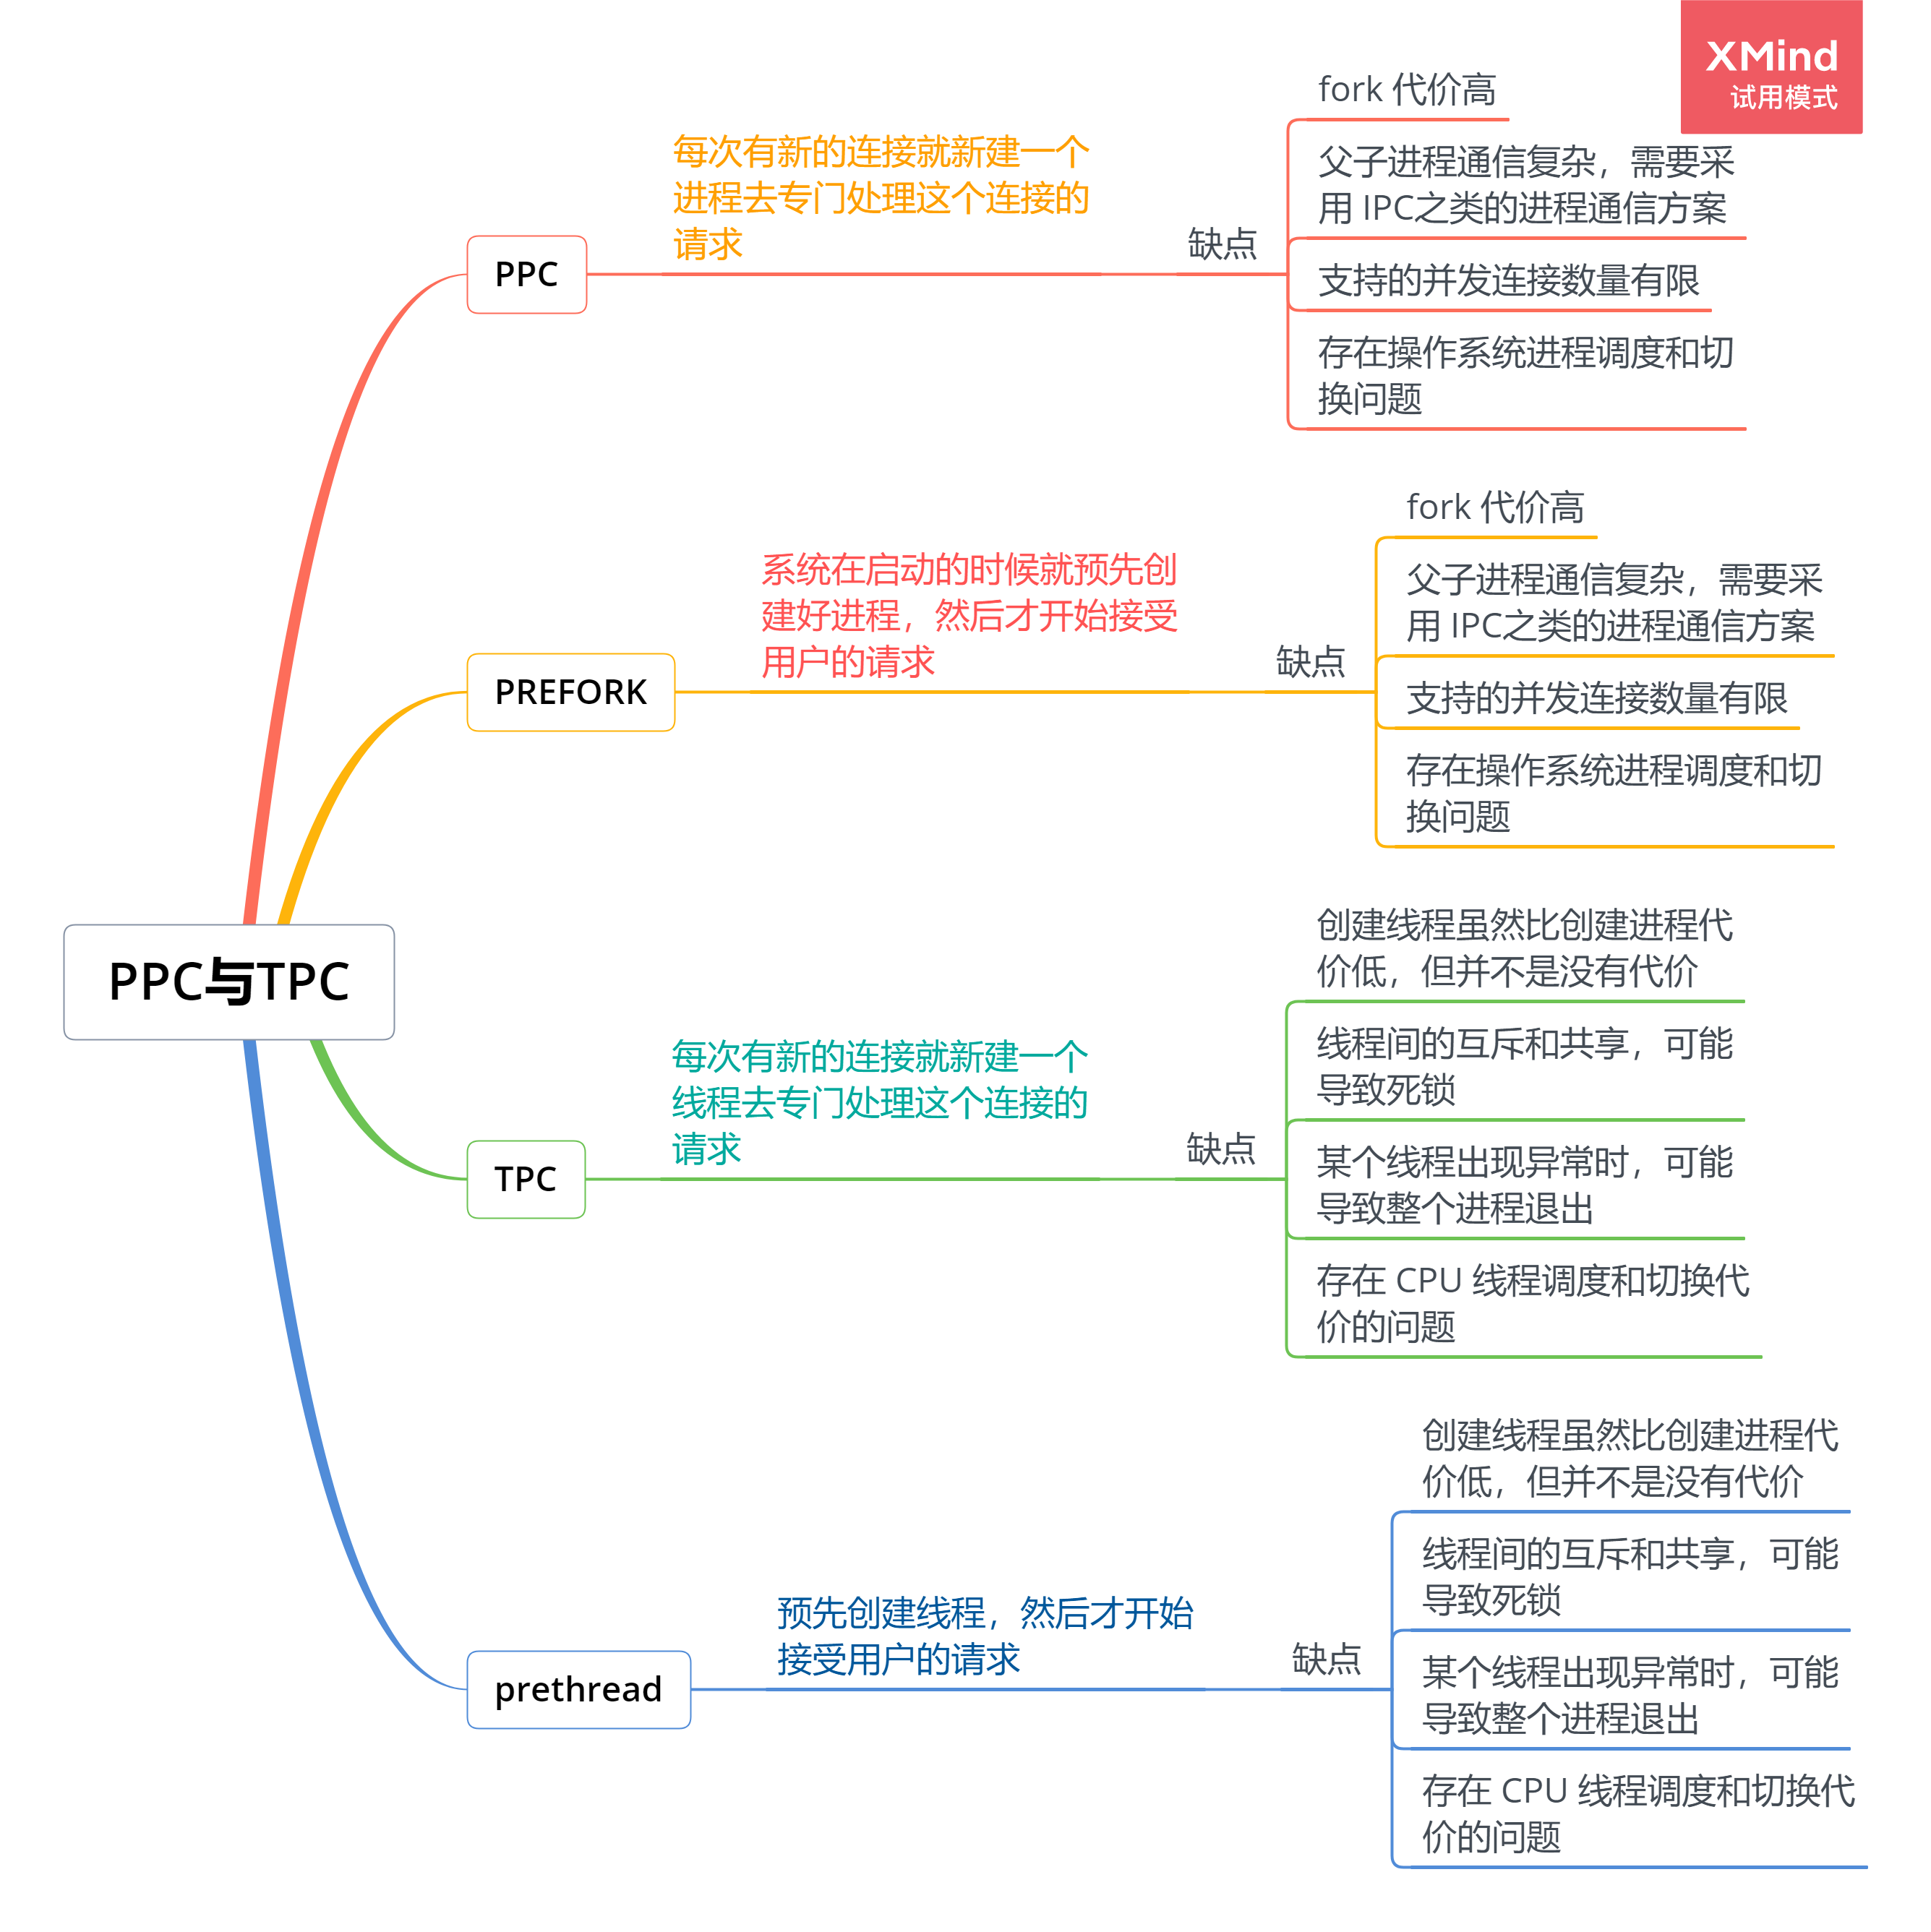 XMind
试用模式
PPC与TPC
PPC
每次有新的连接就新建一个
进程去专门处理这个连接的
请求
缺点
fork 代价高
父子进程通信复杂，需要采
用 IPC之类的进程通信方案
支持的并发连接数量有限
存在操作系统进程调度和切
换问题
PREFORK
系统在启动的时候就预先创
建好进程，然后才开始接受
用户的请求
缺点
fork 代价高
父子进程通信复杂，需要采
用 IPC之类的进程通信方案
支持的并发连接数量有限
存在操作系统进程调度和切
换问题
TPC
每次有新的连接就新建一个
线程去专门处理这个连接的
请求
缺点
创建线程虽然比创建进程代
价低，但并不是没有代价
线程间的互斥和共享，可能
导致死锁
某个线程出现异常时，可能
导致整个进程退出
存在 CPU 线程调度和切换代
价的问题
prethread
预先创建线程，然后才开始
接受用户的请求
缺点
创建线程虽然比创建进程代
价低，但并不是没有代价
线程间的互斥和共享，可能
导致死锁
某个线程出现异常时，可能
导致整个进程退出
存在 CPU 线程调度和切换代
价的问题